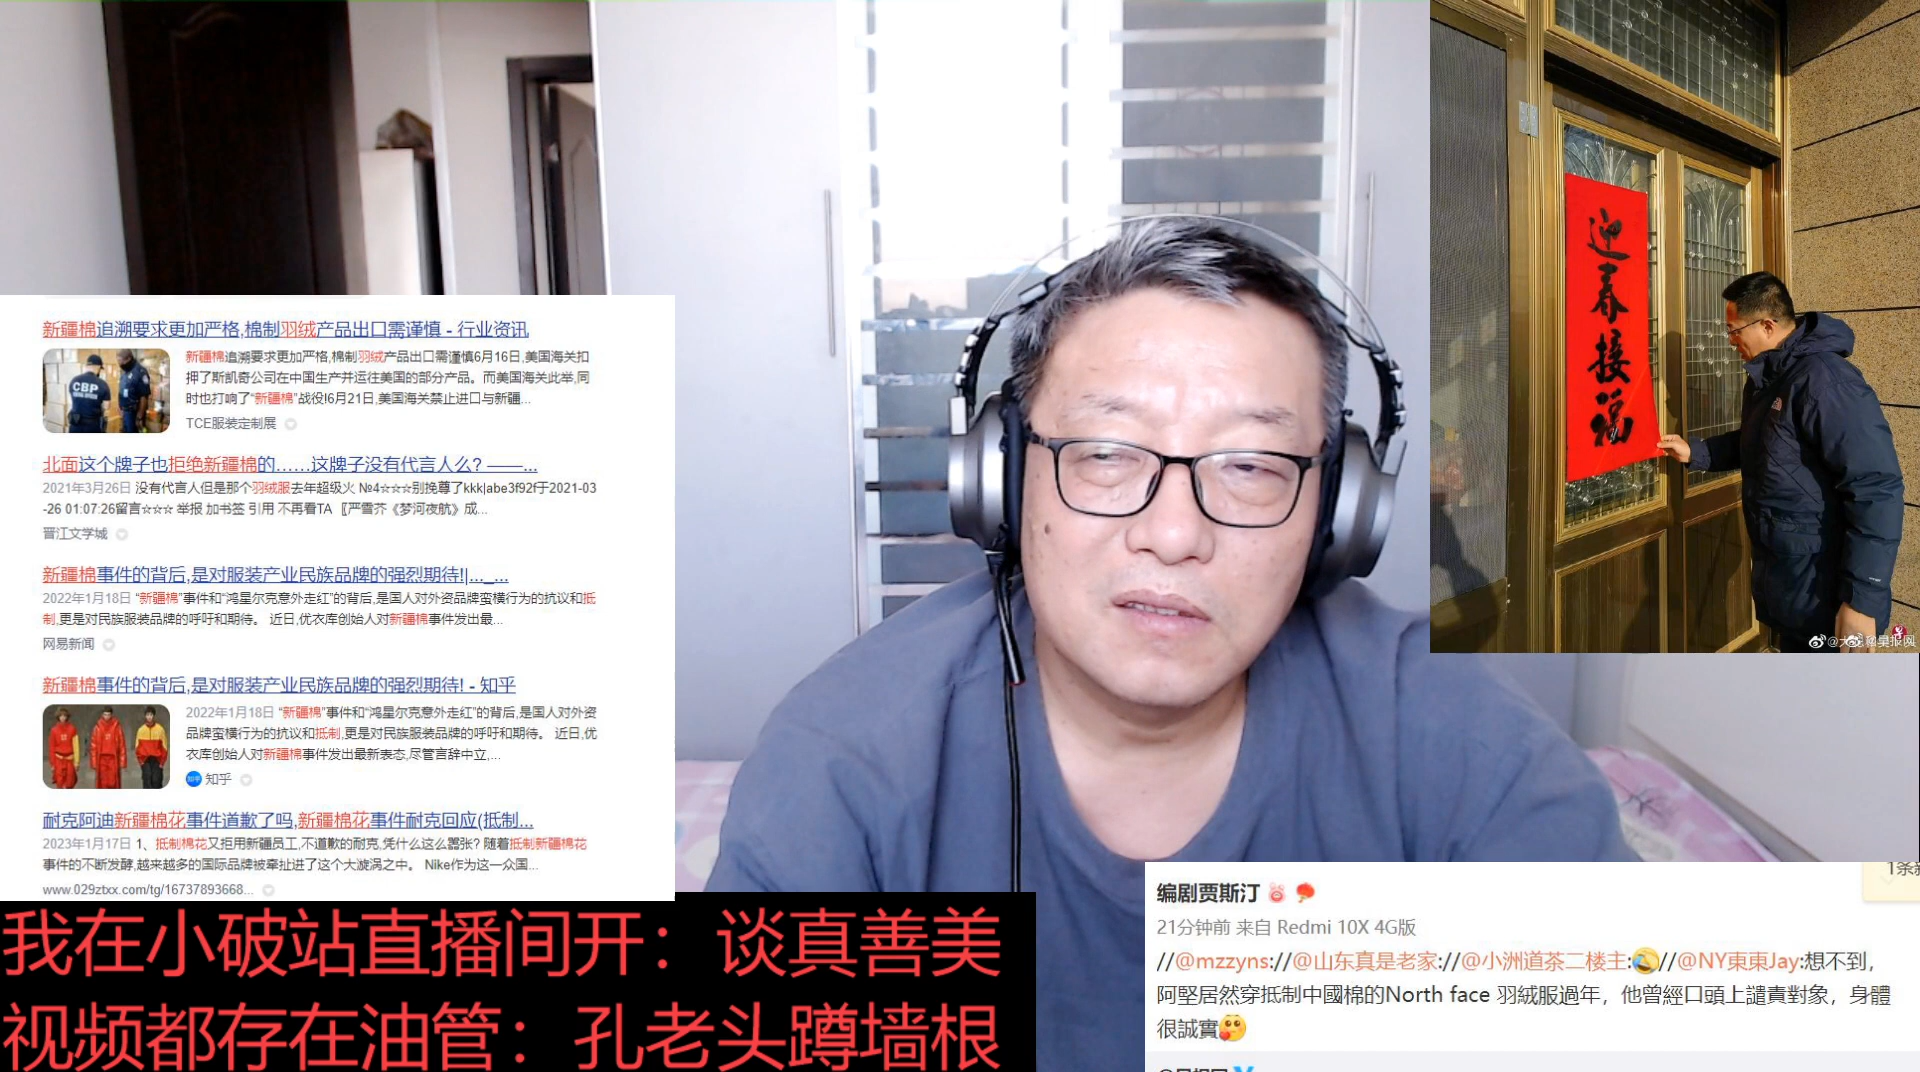 新疆棉追溯要求更加严格,棉制羽绒产品出口需谨慎 - 行业资讯
新疆棉追溯要求更加严格,棉制羽绒产品出口需谨慎6月16日,美国海关扣
押了斯凯奇公司在中国生产并运往美国的部分产品。而美国海关此举,同
时也打响了“新疆棉”战役!6月21日,美国海关禁止进口与新疆...
CBP
TCE服装定制展
北面这个牌子也拒绝新疆棉的……这牌子没有代言人么? ——...
2021年3月26日 没有代言人但是那个羽绒服去年超级火 №4☆☆☆别挽尊了kkk|abe3f92f于2021-03
-26 01:07:26留言☆☆☆ 举报 加书签 引用 不再看TA 〖严雪芥《梦河夜航》成...
晋江文学城
新疆棉事件的背后,是对服装产业民族品牌的强烈期待!|..._...
2022年1月18日 “新疆棉”事件和“鸿星尔克意外走红”的背后,是国人对外资品牌蛮横行为的抗议和抵
制,更是对民族服装品牌的呼吁和期待。 近日,优衣库创始人对新疆棉事件发出最...
网易新闻
新疆棉事件的背后,是对服装产业民族品牌的强烈期待! - 知乎
2022年1月18日 “新疆棉”事件和“鸿星尔克意外走红”的背后,是国人对外资
品牌蛮横行为的抗议和抵制,更是对民族服装品牌的呼吁和期待。 近日,优
衣库创始人对新疆棉事件发出最新表态,尽管言辞中立,...
知乎
耐克阿迪新疆棉花事件道歉了吗,新疆棉花事件耐克回应(抵制...
2023年1月17日 1、抵制棉花又拒用新疆员工,不道歉的耐克,凭什么这么嚣张? 随着抵制新疆棉花
事件的不断发酵,越来越多的国际品牌被牵扯进了这个大漩涡之中。 Nike作为这一众国...
www.029ztxx.com/tg/16737893668...
我在小破站直播间开：谈真善美
视频都存在油管：孔老头蹲墙根
迎春接福
编剧贾斯汀
21分钟前 来自 Redmi 10X 4G版
//@mzzyns://@山东真是老家://@小洲道茶二楼主:🤣//@NY東東Jay:想不到，
阿堅居然穿抵制中國棉的North face 羽絨服過年，他曾經口頭上譴責對象，身體
很誠實🥰
1条新